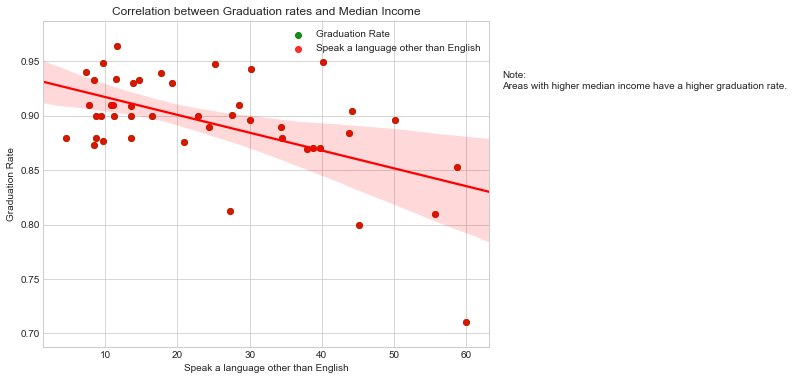 Correlation between Graduation rates and Median Income
Graduation Rate
Speak a language other than English
Note:
Areas with higher median income have a higher graduation rate.
0.95
0.90
0.85
0.80
0.75
0.70
Graduation Rate
10 20 30 40 50 60
Speak a language other than English